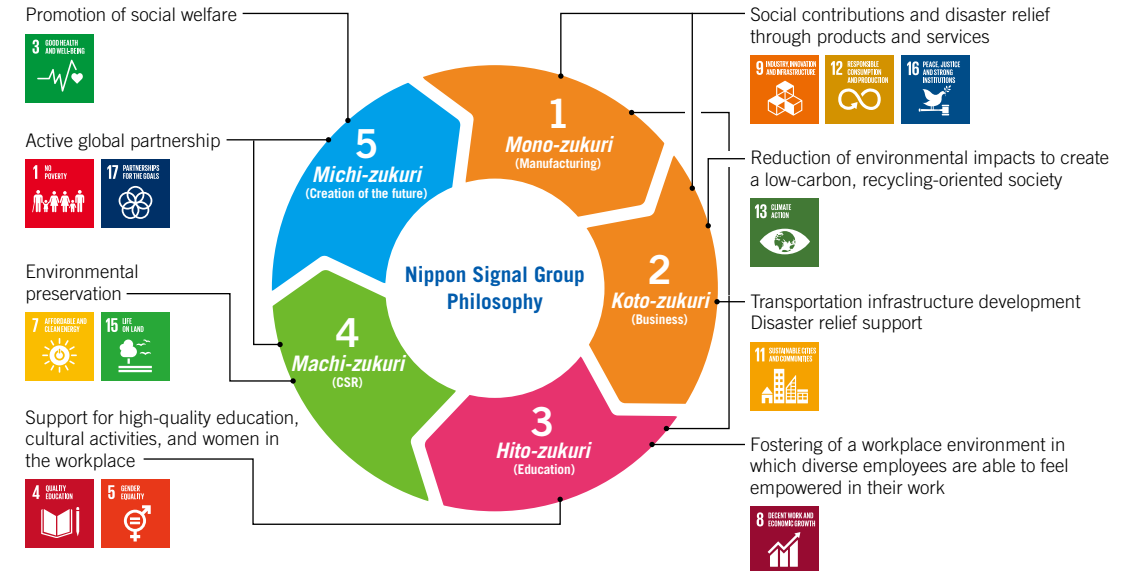 Promotion of social welfare
3 GOOD HEALTH
AND WELL-BEING
Active global partnership
1 NO
POVERTY
17 PARTNERSHIPS
FOR THE GOALS
Environmental
preservation
7 AFFORDABLE AND
CLEAN ENERGY
15 LIFE
ON LAND
Support for high-quality education,
cultural activities, and women in
the workplace
4 QUALITY
EDUCATION
5 GENDER
EQUALITY
1
Mono-zukuri
(Manufacturing)
2
Koto-zukuri
(Business)
3
Hito-zukuri
(Education)
4
Machi-zukuri
(CSR)
5
Michi-zukuri
(Creation of the future)
Nippon Signal Group
Philosophy
Social contributions and disaster relief
through products and services
9 INDUSTRY, INNOVATION
AND INFRASTRUCTURE
12 RESPONSIBLE
CONSUMPTION
AND PRODUCTION
16 PEACE, JUSTICE
AND STRONG
INSTITUTIONS
Reduction of environmental impacts to create
a low-carbon, recycling-oriented society
13 CLIMATE
ACTION
Transportation infrastructure development
Disaster relief support
11 SUSTAINABLE CITIES
AND COMMUNITIES
Fostering of a workplace environment in
which diverse employees are able to feel
empowered in their work
8 DECENT WORK AND
ECONOMIC GROWTH